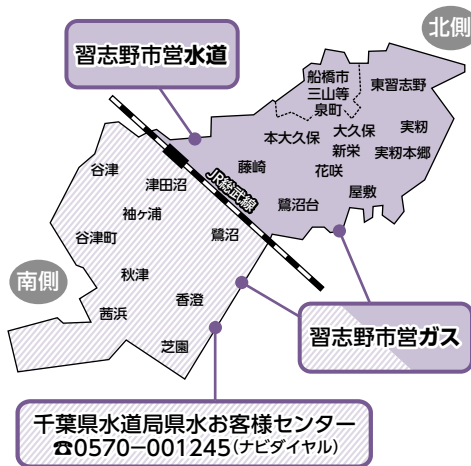 北側
習志野市営水道
船橋市
三山等
泉町
東習志野
本大久保
大久保
新栄
花咲
実籾
実籾本郷
藤崎
屋敷
鷺沼台
JR総武線
谷津
津田沼
袖ヶ浦
谷津町
鷺沼
南側
秋津
香澄
茜浜
芝園
習志野市営ガス
千葉県水道局県水お客様センター
☎0570−001245(ナビダイヤル)